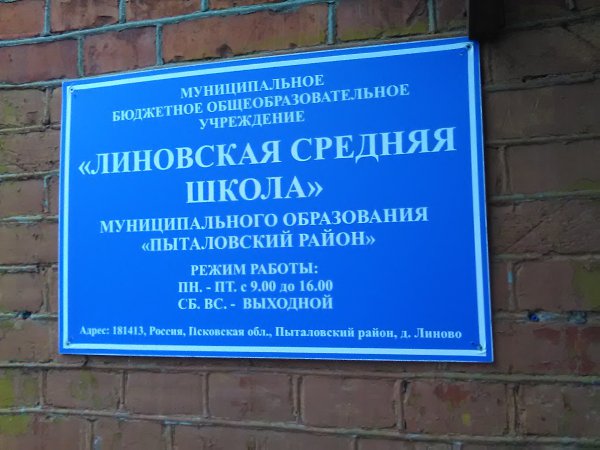 МУНИЦИПАЛЬНОЕ
БЮДЖЕТНОЕ ОБЩЕОБРАЗОВАТЕЛЬНОЕ
УЧРЕЖДЕНИЕ
«ЛИНОВСКАЯ СРЕДНЯЯ
ШКОЛА»
МУНИЦИПАЛЬНОГО ОБРАЗОВАНИЯ
«ПЫТАЛОВСКИЙ РАЙОН»
РЕЖИМ РАБОТЫ:
ПН. - ПТ. с 9.00 до 16.00
СБ. ВС. - ВЫХОДНОЙ
Адрес: 181413, Россия, Псковская обл., Пыталовский район, д. Линово